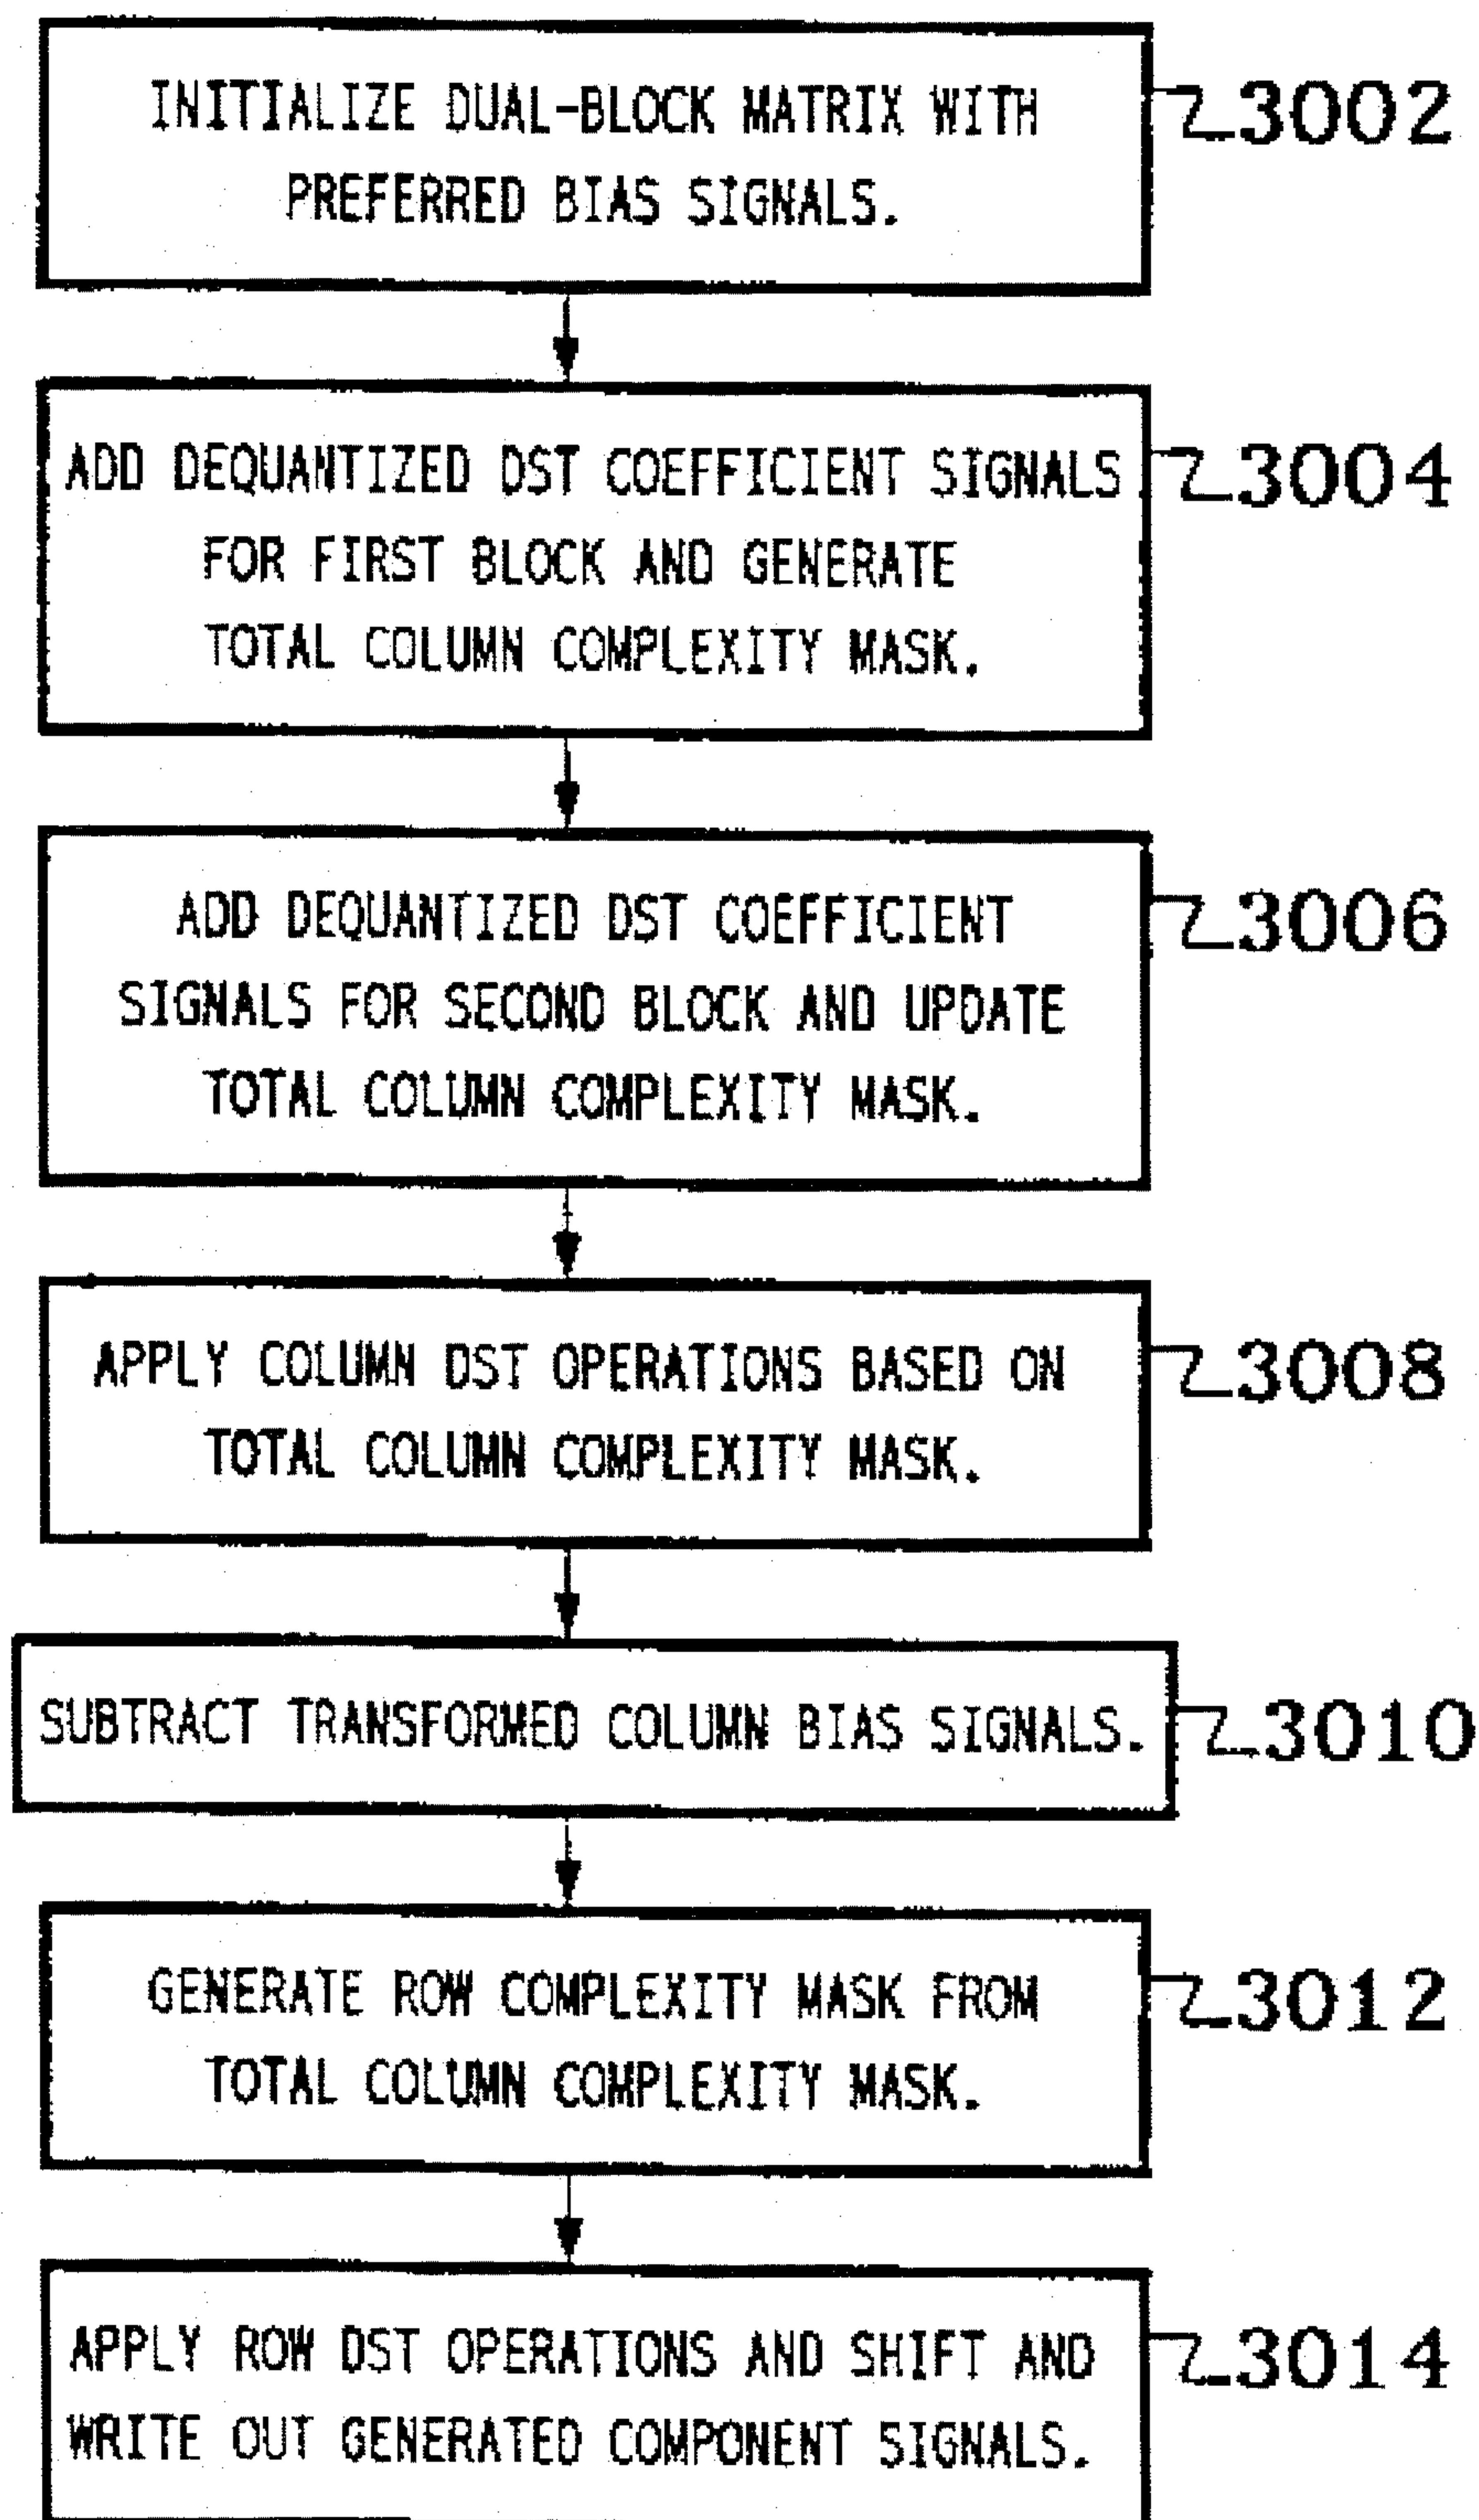 INITIALIZE DUAL-BLOCK MATRIX WITH
PREFERRED BIAS SIGNALS.
3002
ADD DEQUANTIZED DST COEFFICIENT SIGNALS
FOR FIRST BLOCK AND GENERATE
TOTAL COLUMN COMPLEXITY MASK.
3004
ADD DEQUANTIZED DST COEFFICIENT
SIGNALS FOR SECOND BLOCK AND UPDATE
TOTAL COLUMN COMPLEXITY MASK.
3006
APPLY COLUMN DST OPERATIONS BASED ON
TOTAL COLUMN COMPLEXITY MASK.
3008
SUBTRACT TRANSFORMED COLUMN BIAS SIGNALS.
3010
GENERATE ROW COMPLEXITY MASK FROM
TOTAL COLUMN COMPLEXITY MASK.
3012
APPLY ROW DST OPERATIONS AND SHIFT AND
WRITE OUT GENERATED COMPONENT SIGNALS.
3014